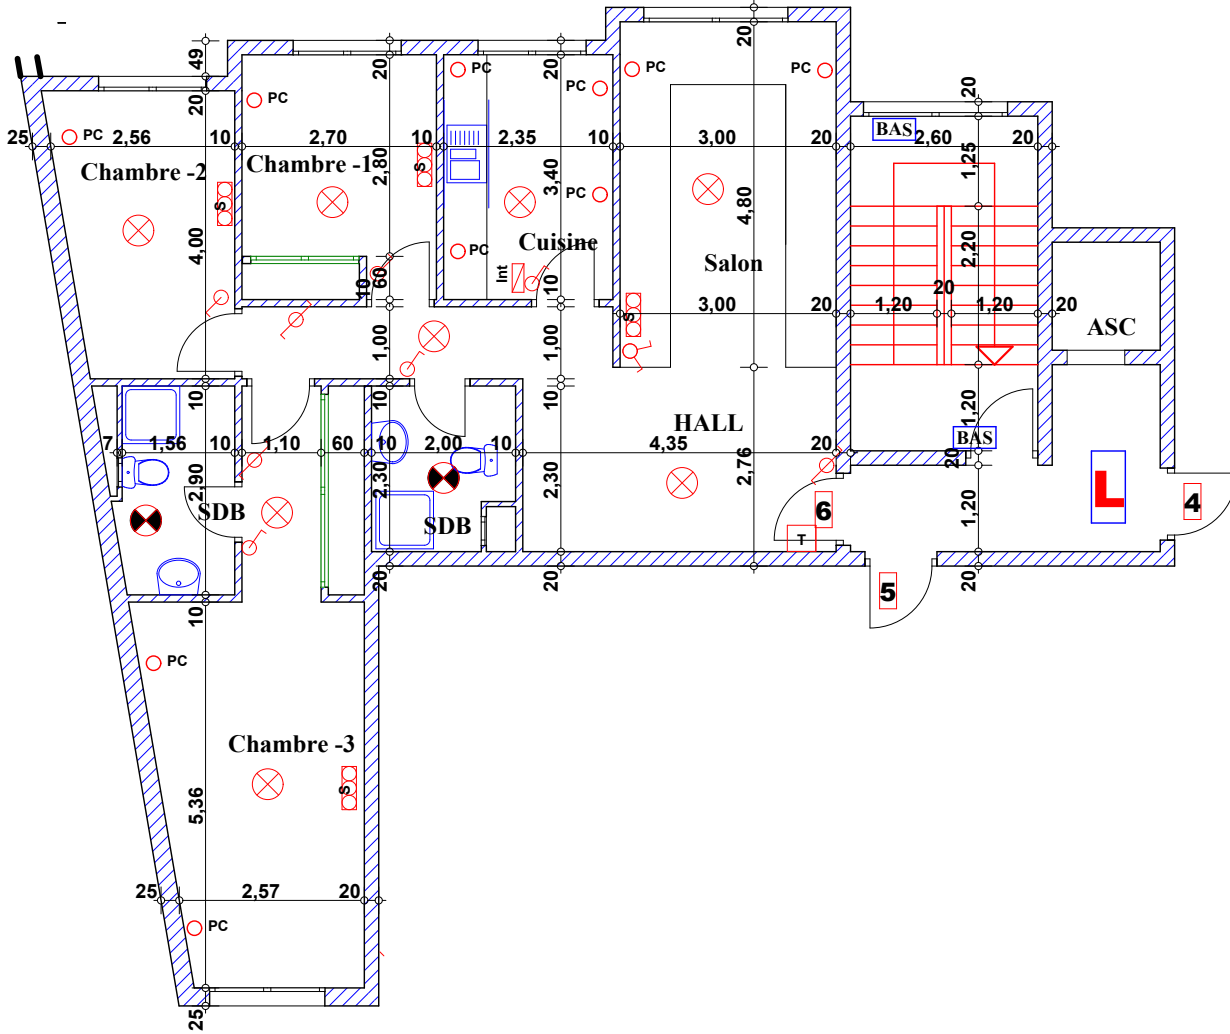 49
20
20
20
20
20
PC
PC
PC
PC
BAS
25
PC
2,56
10
2,70
10
2,35
10
3,00
20
2,60
20
Chambre -2
Chambre -1
2,80
S
3,40
1,25
S
PC
4,80
Cuisine
PC
Salon
2,20
4,00
10
60
Int
10
20
S
3,00
20
1,20
1,20
20
ASC
1,00
1,00
10
10
10
1,20
HALL
7
1,56
10
1,10
60
10
2,00
10
4,35
20
BAS
20
2,90
2,30
2,30
2,76
SDB
SDB
6
L
4
1,20
T
20
20
20
20
5
10
PC
Chambre -3
S
5,36
25
2,57
20
PC
25